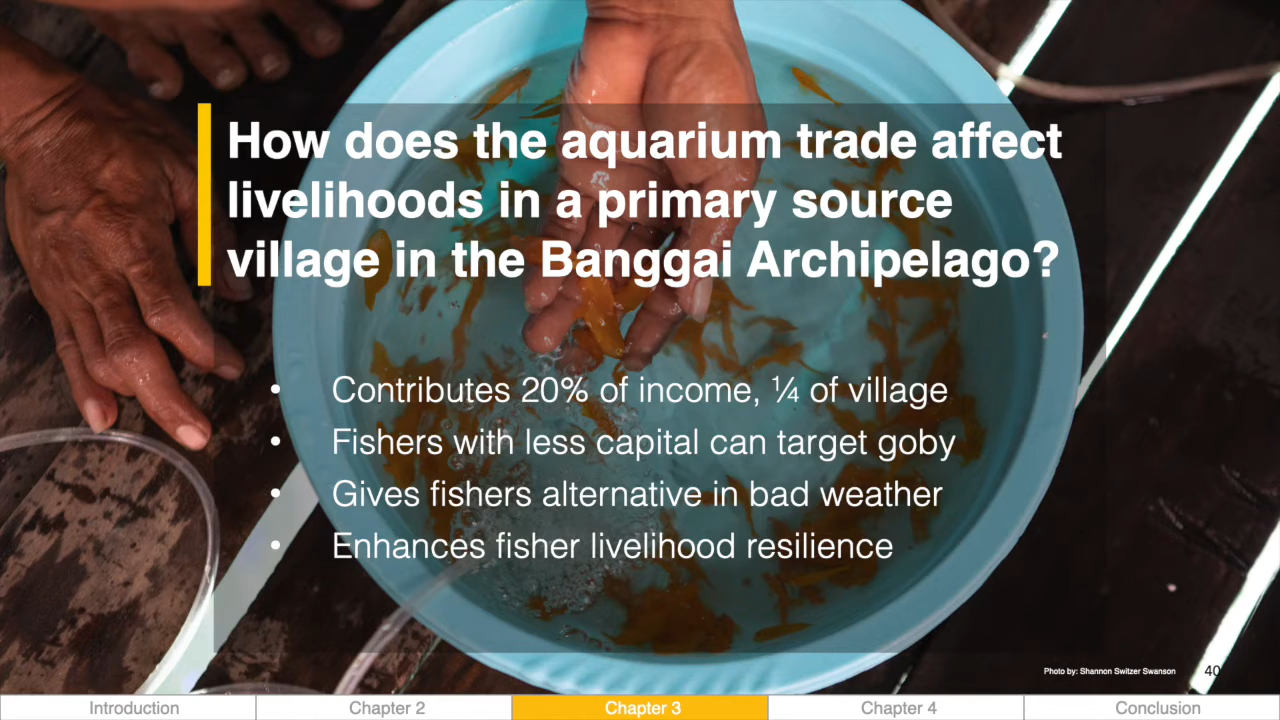 How does the aquarium trade affect
livelihoods in a primary source
village in the Banggai Archipelago?
• Contributes 20% of income, ¼ of village
• Fishers with less capital can target goby
• Gives fishers alternative in bad weather
• Enhances fisher livelihood resilience
Photo by: Shannon Switzer Swanson
40
Introduction
Chapter 2
Chapter 3
Chapter 4
Conclusion